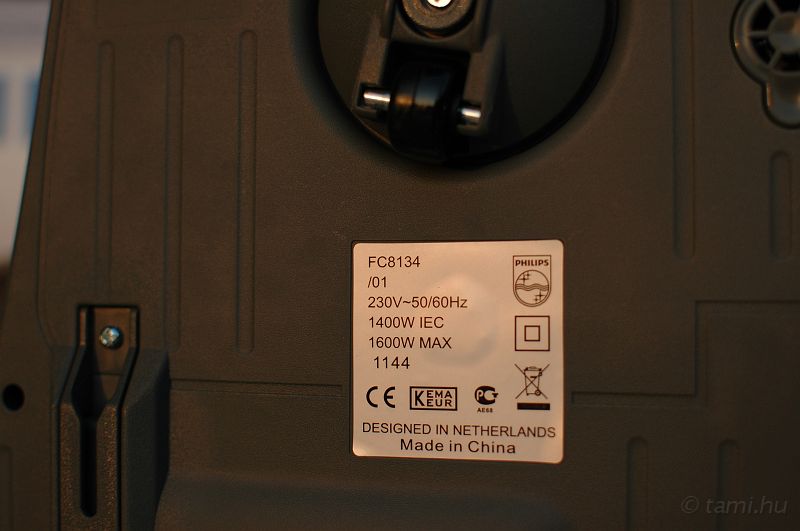 FC8134
PHILIPS
/01
230V~50/60Hz
1400W IEC
1600W MAX
1144
CE KEMA KEUR PG
AE68
DESIGNED IN NETHERLANDS
Made in China
© tami.hu